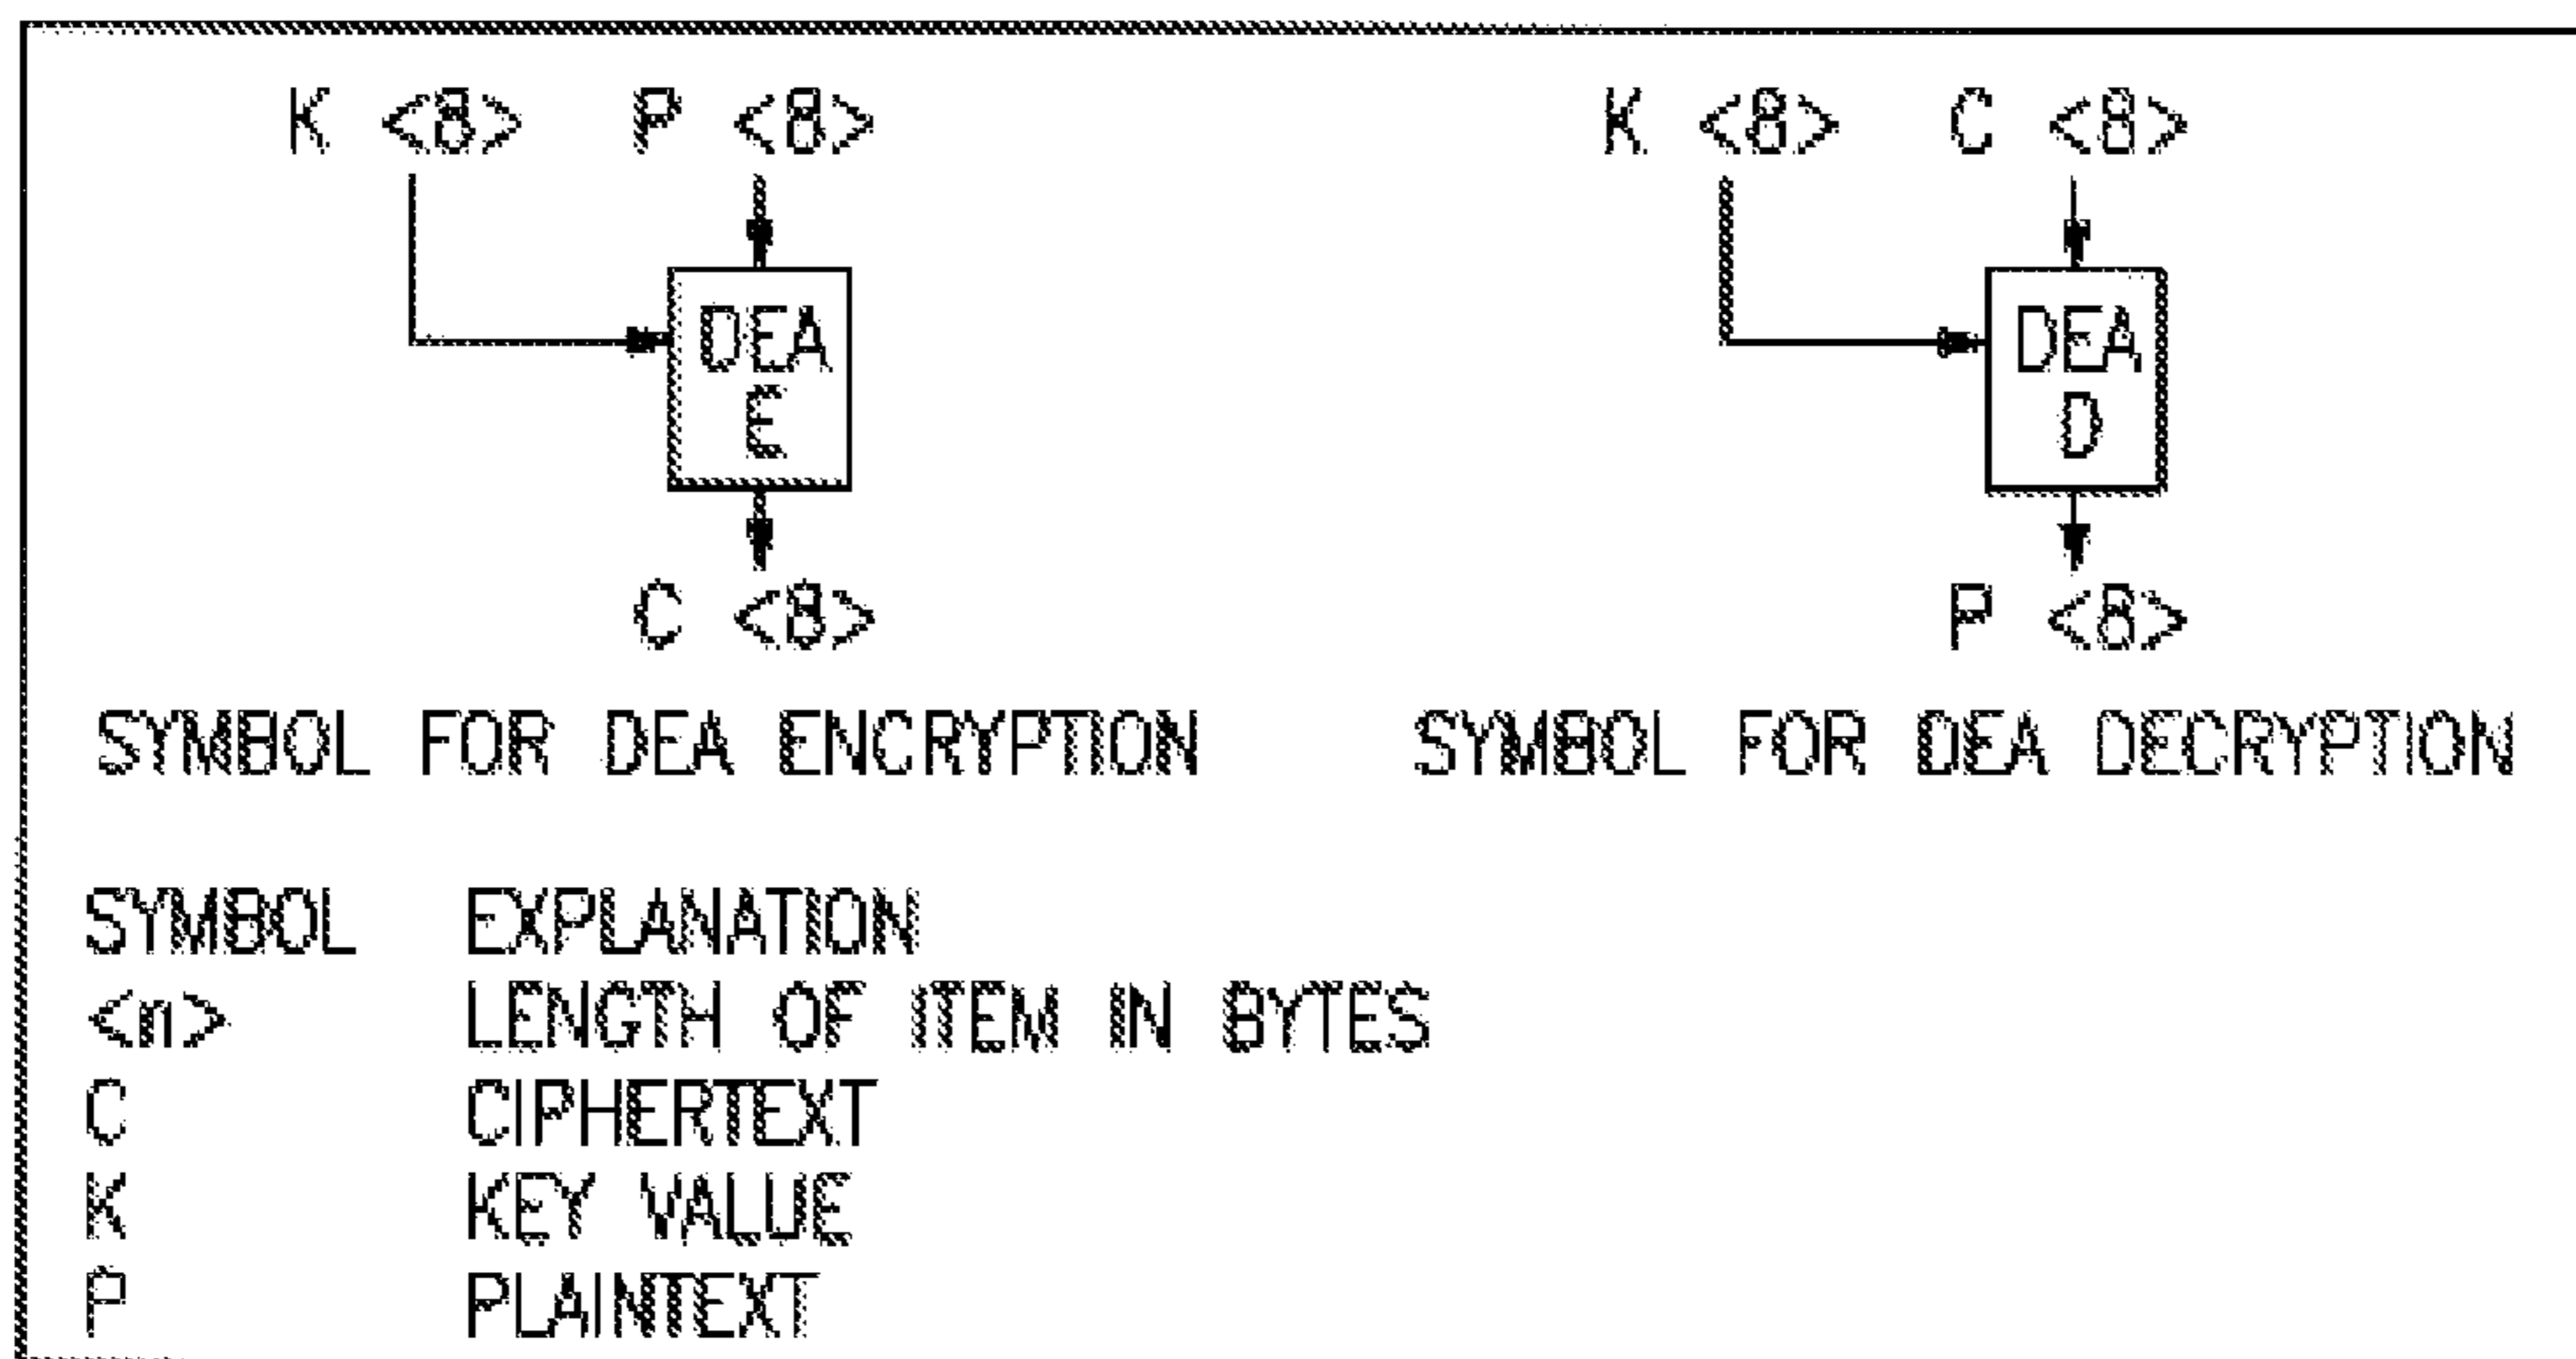 K <8> P <8> K <8> C <8>
DEA DEA
E D
C <8> P <8>
SYMBOL FOR DEA ENCRYPTION SYMBOL FOR DEA DECRYPTION
SYMBOL EXPLANATION
<n> LENGTH OF ITEM IN BYTES
C CIPHERTEXT
K KEY VALUE
P PLAINTEXT